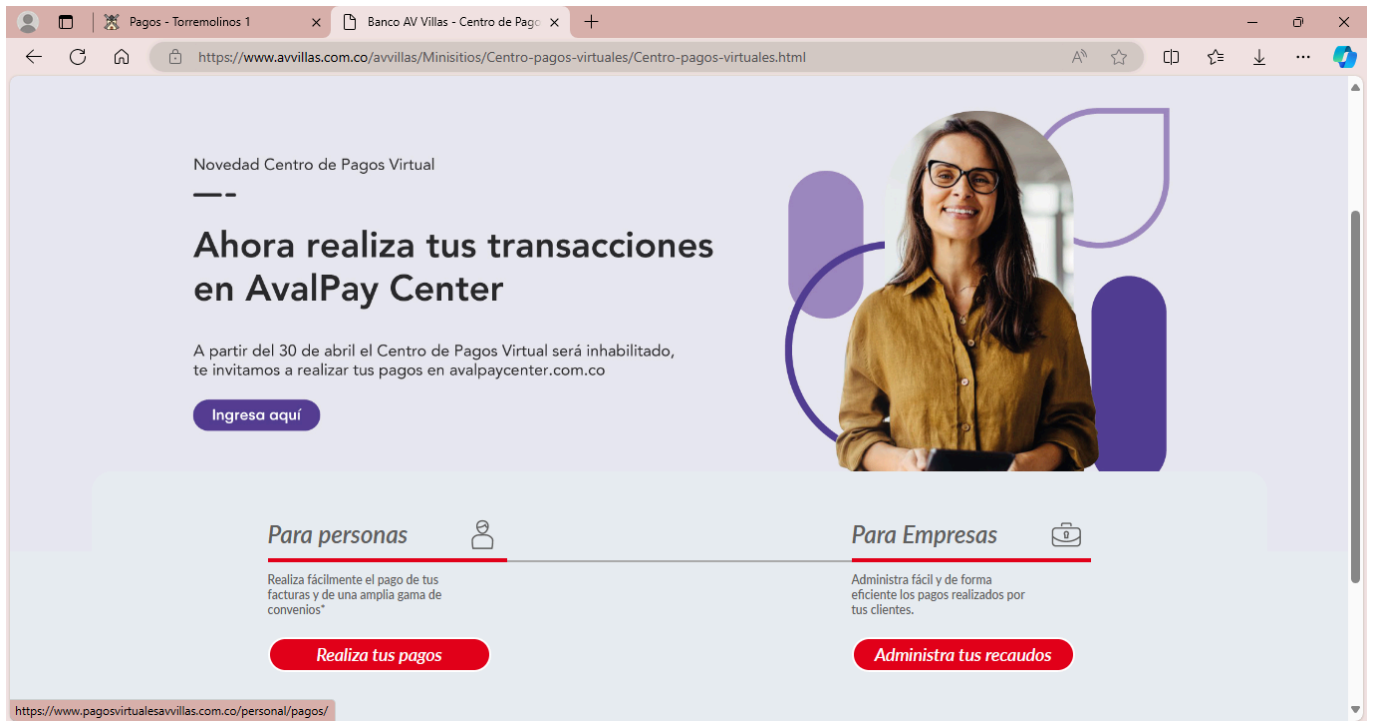 Pagos - Torremolinos 1
Banco AV Villas - Centro de Pago
https://www.avvillas.com.co/avvillas/Minisitios/Centro-pagos-virtuales/Centro-pagos-virtuales.html
Novedad Centro de Pagos Virtual
Ahora realiza tus transacciones
en AvalPay Center
A partir del 30 de abril el Centro de Pagos Virtual será inhabilitado,
te invitamos a realizar tus pagos en avalpaycenter.com.co
Ingresa aquí
Para personas
Realiza fácilmente el pago de tus
facturas y de una amplia gama de
convenios*
Realiza tus pagos
Para Empresas
Administra fácil y de forma
eficiente los pagos realizados por
tus clientes.
Administra tus recaudos
https://www.pagosvirtualesavvillas.com.co/personal/pagos/